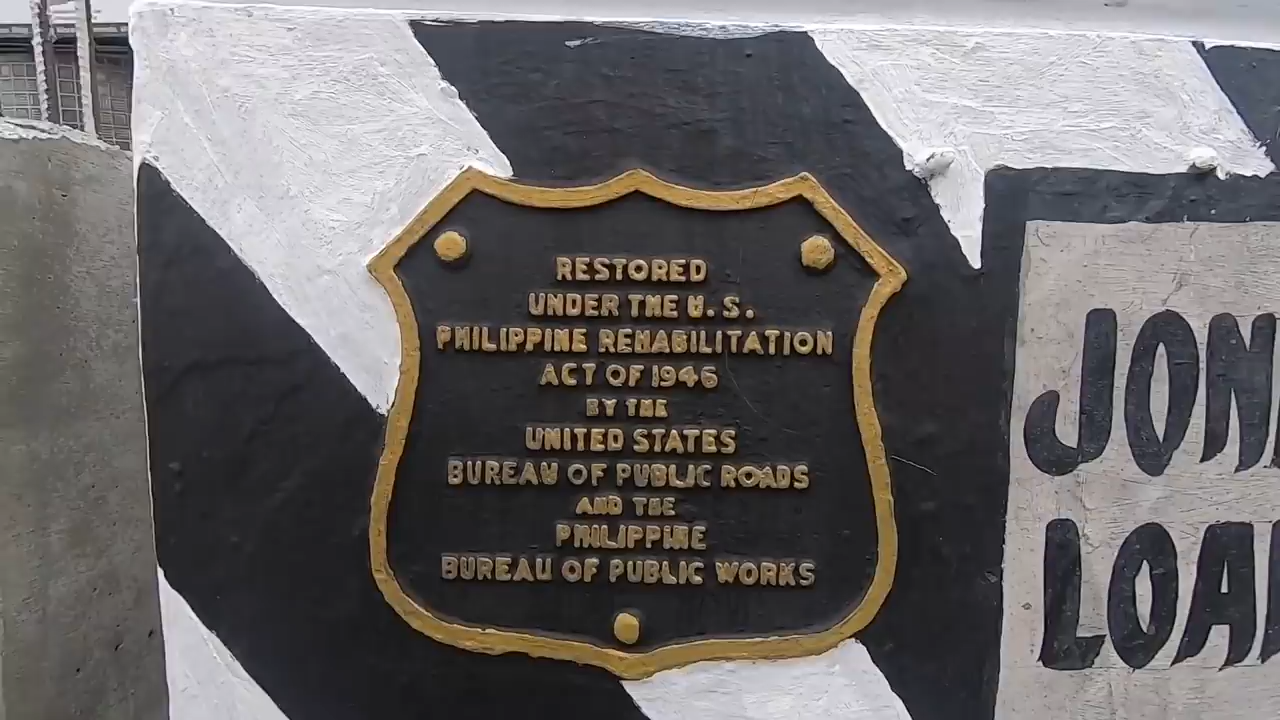 RESTORED
UNDER THE U.S.
PHILIPPINE REHABILITATION
ACT OF 1946
BY THE
UNITED STATES
BUREAU OF PUBLIC ROADS
AND THE
PHILIPPINE
BUREAU OF PUBLIC WORKS